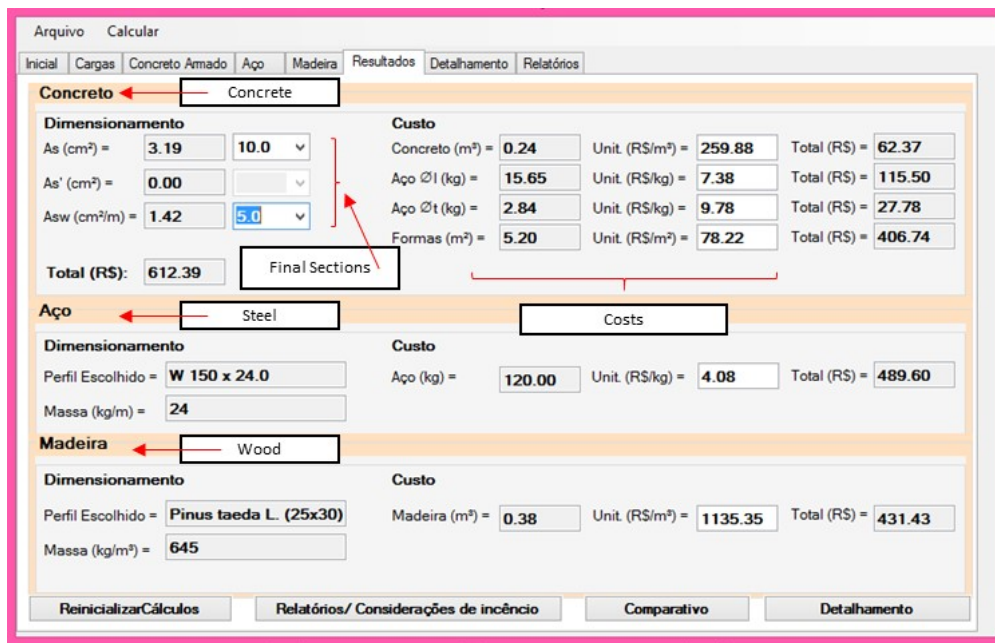 Arquivo Calcular
Inicial Cargas Concreto Armado Aço Madeira Resultados Detalhamento Relatórios
Concreto Concrete
Dimensionamento Custo
As (cm²) = 3.19 10.0 Concreto (m³) = 0.24 Unit. (R$/m³) = 259.88 Total (R$) = 62.37
As' (cm²) = 0.00 Aço Øl (kg) = 15.65 Unit. (R$/kg) = 7.38 Total (R$) = 115.50
Asw (cm²/m) = 1.42 5.0 Aço Øt (kg) = 2.84 Unit. (R$/kg) = 9.78 Total (R$) = 27.78
Formas (m²) = 5.20 Unit. (R$/m²) = 78.22 Total (R$) = 406.74
Total (R$): 612.39 Final Sections
Aço Steel Costs
Dimensionamento Custo
Perfil Escolhido = W 150 x 24.0 Aço (kg) = 120.00 Unit. (R$/kg) = 4.08 Total (R$) = 489.60
Massa (kg/m) = 24
Madeira Wood
Dimensionamento Custo
Perfil Escolhido = Pinus taeda L. (25x30) Madeira (m³) = 0.38 Unit. (R$/m³) = 1135.35 Total (R$) = 431.43
Massa (kg/m³) = 645
ReinicializarCálculos Relatórios/ Considerações de incêncio Comparativo Detalhamento